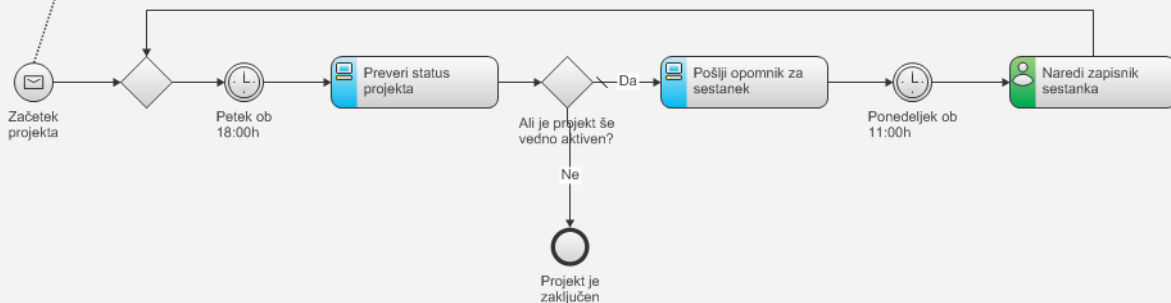 Začetek
projekta
Petek ob
18:00h
Preveri status
projekta
Ali je projekt še
vedno aktiven?
Da
Ne
Projekt je
zaključen
Pošlji opomnik za
sestanek
Ponedeljek ob
11:00h
Naredi zapisnik
sestanka